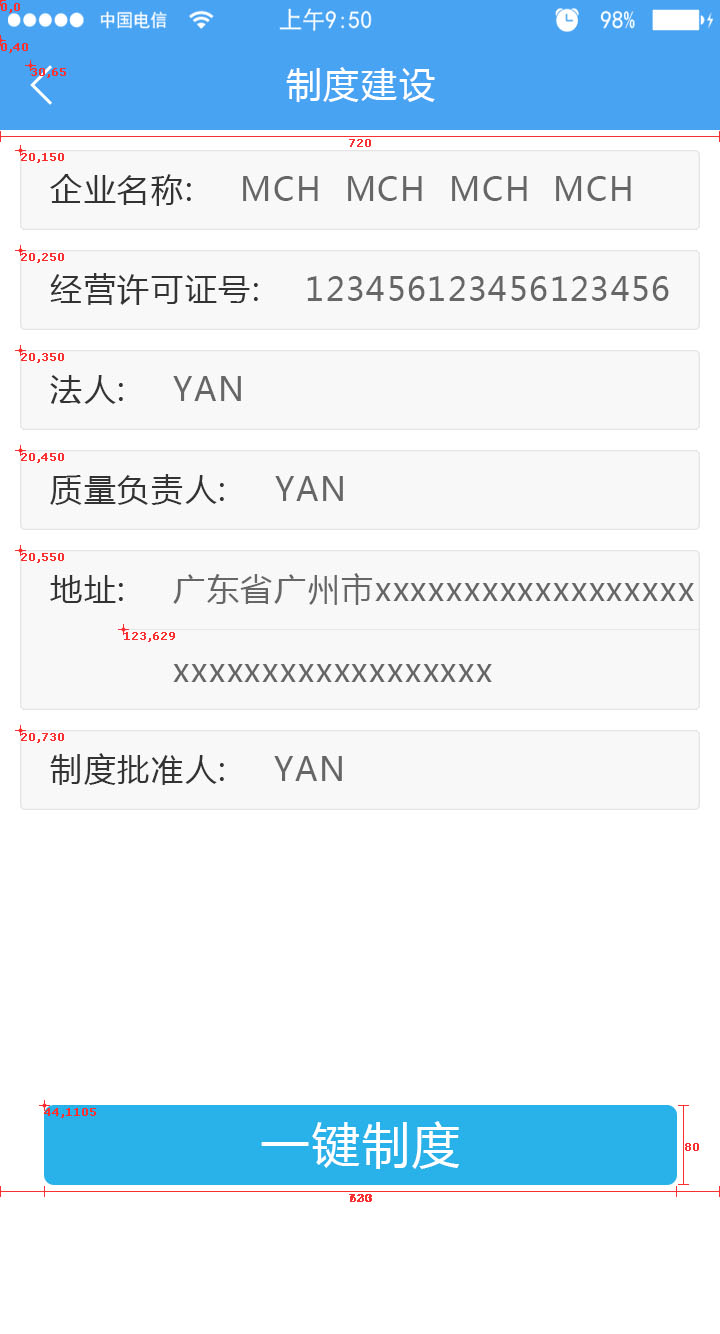 0,0
中国电信 上午9:50 98%
0,40
30,65
制度建设
720
20,150
企业名称: MCH MCH MCH MCH
20,250
经营许可证号: 123456123456123456
20,350
法人: YAN
20,450
质量负责人: YAN
20,550
地址: 广东省广州市xxxxxxxxxxxxxxxxxx
123,629
xxxxxxxxxxxxxxxxxx
20,730
制度批准人: YAN
44,1105
一键制度
80